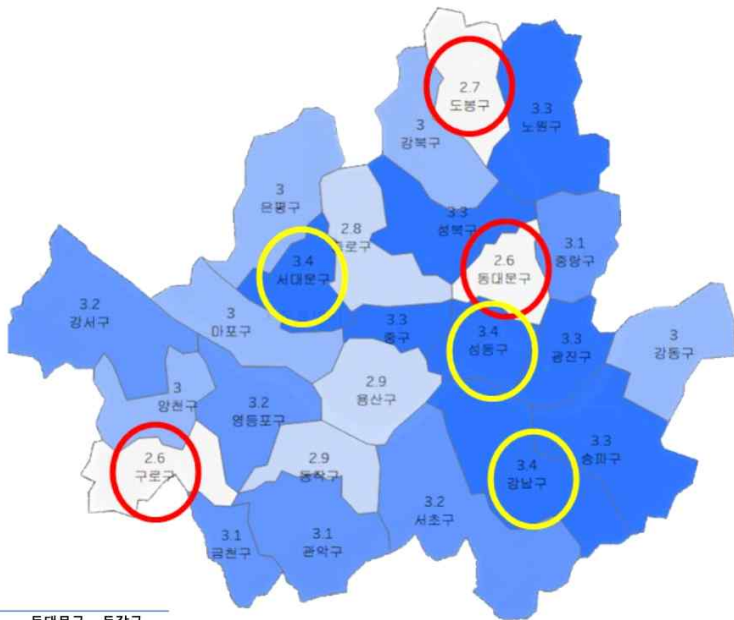 2.7
도봉구
3.3
노원구
3
강북구
3
은평구
2.8
종로구
3.3
성북구
2.6
동대문구
3.1
중랑구
3.4
서대문구
3.2
강서구
3
마포구
3.3
중구
3.4
성동구
3.3
광진구
3
강동구
3
양천구
3.2
영등포구
2.9
용산구
2.6
구로구
2.9
동작구
3.4
강남구
3.3
송파구
3.2
서초구
3.1
금천구
3.1
관악구